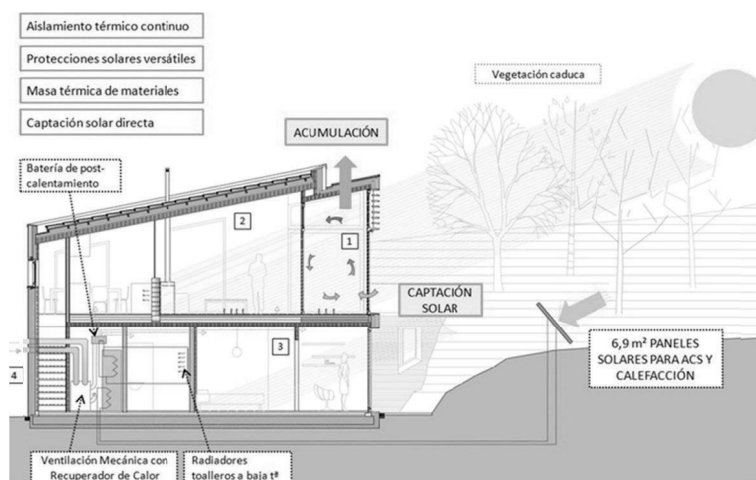 Aislamiento térmico continuo
Protecciones solares versátiles
Masa térmica de materiales
Captación solar directa
Vegetación caduca
ACUMULACIÓN
Batería de post-
calentamiento
2
1
CAPTACIÓN
SOLAR
3
4
6,9 m² PANELES
SOLARES PARA ACS Y
CALEFACCIÓN
Ventilación Mecánica con
Recuperador de Calor
Radiadores
toalleros a baja tª